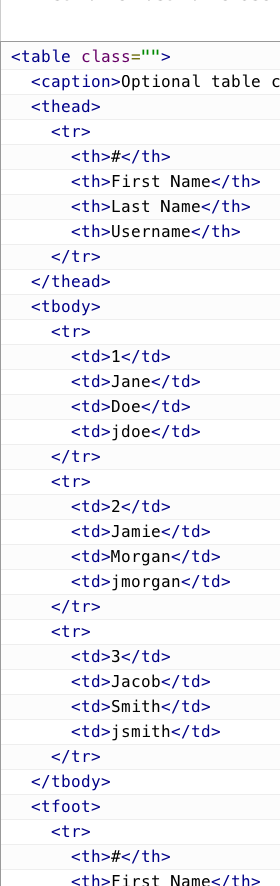 <table class="">
<caption>Optional table c
<thead>
<tr>
<th>#</th>
<th>First Name</th>
<th>Last Name</th>
<th>Username</th>
</tr>
</thead>
<tbody>
<tr>
<td>1</td>
<td>Jane</td>
<td>Doe</td>
<td>jdoe</td>
</tr>
<tr>
<td>2</td>
<td>Jamie</td>
<td>Morgan</td>
<td>jmorgan</td>
</tr>
<tr>
<td>3</td>
<td>Jacob</td>
<td>Smith</td>
<td>jsmith</td>
</tr>
</tbody>
<tfoot>
<tr>
<th>#</th>
<th>First Name</th>